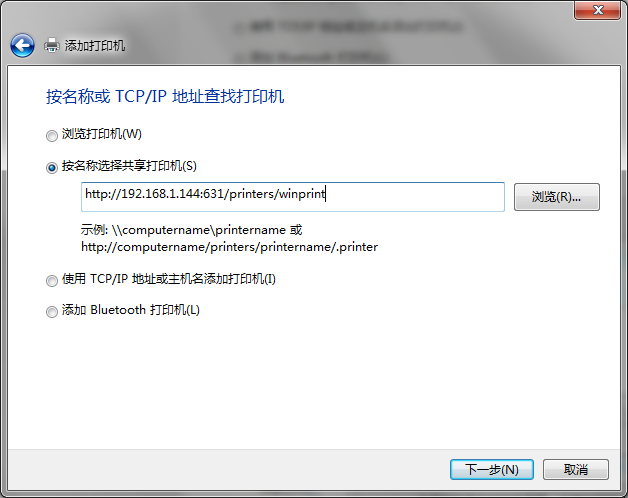 添加打印机
按名称或 TCP/IP 地址查找打印机
浏览打印机(W)
按名称选择共享打印机(S)
http://192.168.1.144:631/printers/winprint
浏览(R)...
示例: \\computername\printername 或
http://computername/printers/printername/.printer
使用 TCP/IP 地址或主机名添加打印机(I)
添加 Bluetooth 打印机(L)
下一步(N)
取消